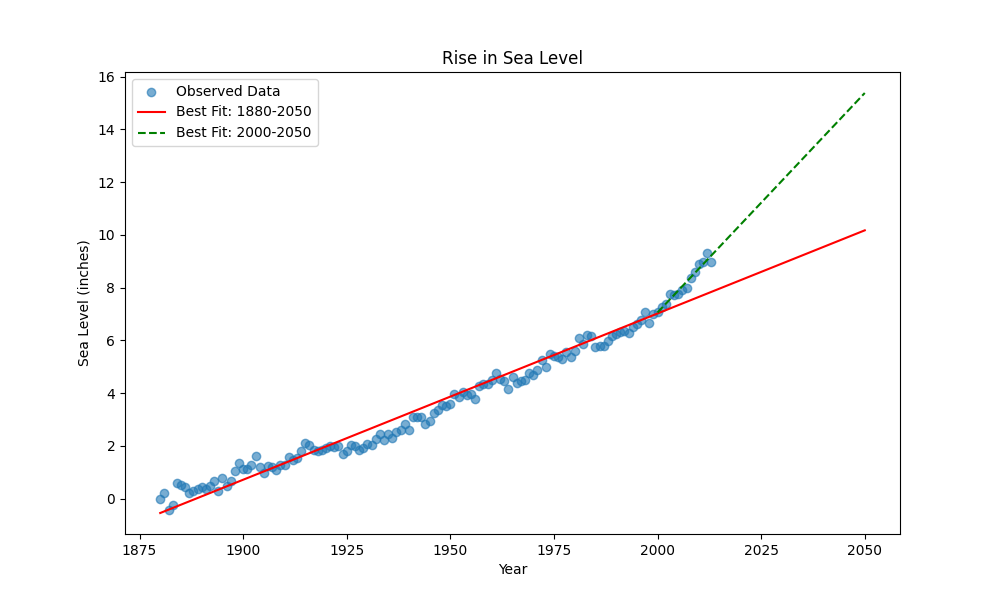 Rise in Sea Level
Observed Data
Best Fit: 1880-2050
Best Fit: 2000-2050
Sea Level (inches)
16
14
12
10
8
6
4
2
0
1875 1900 1925 1950 1975 2000 2025 2050
Year